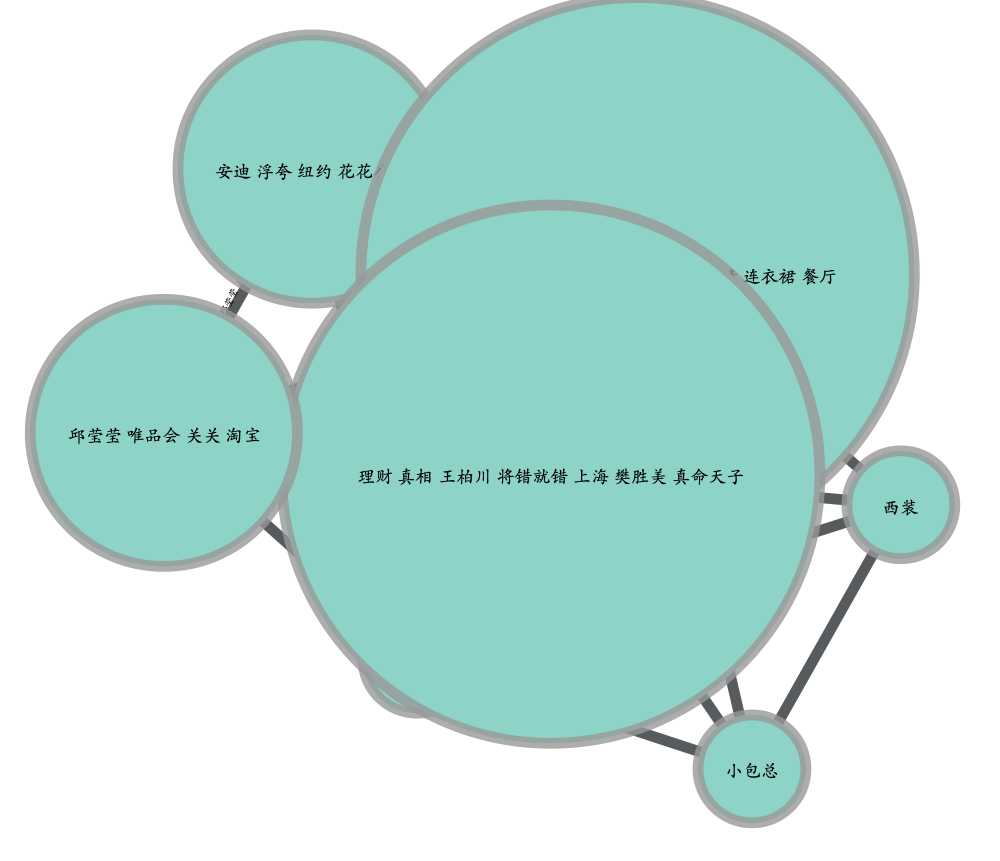 安迪 浮夸 纽约 花花
连衣裙 餐厅
邱莹莹 唯品会 关关 淘宝
理财 真相 王柏川 将错就错 上海 樊胜美 真命天子
西装
小包总